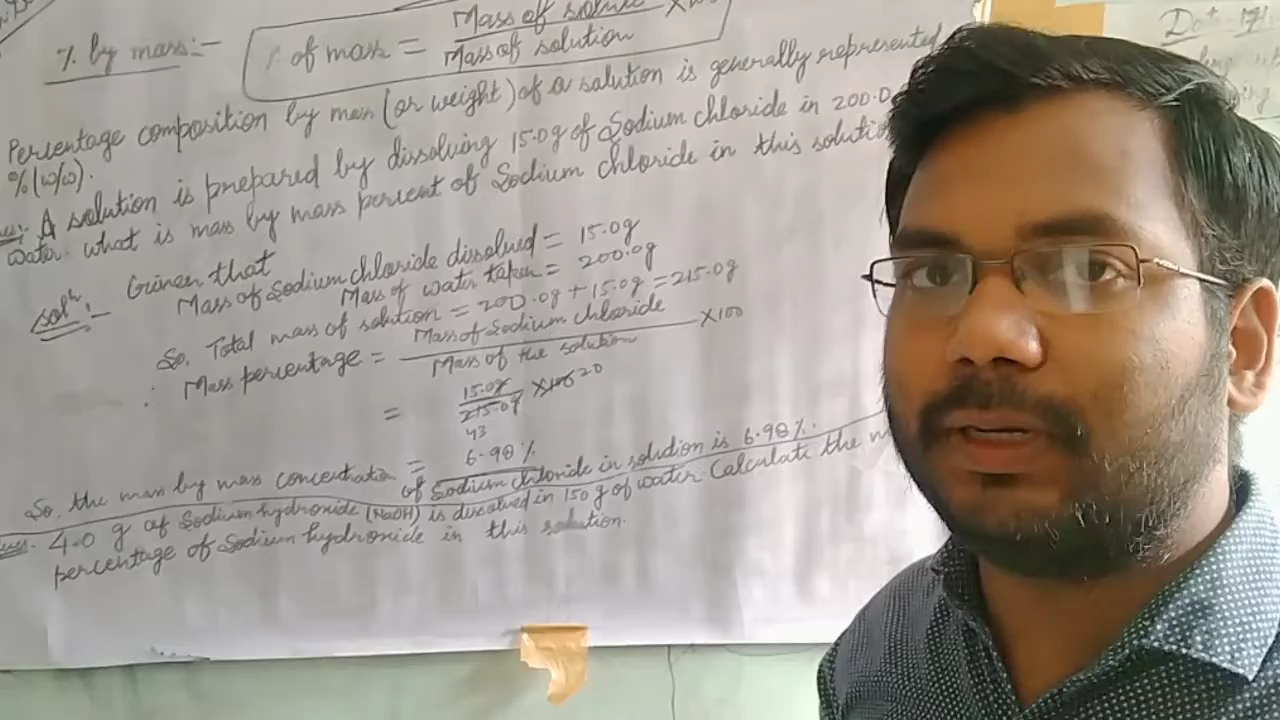 % by mass:-
% of mass = Mass of solute / Mass of solution ×100
Percentage composition by mass (or weight) of a solution is generally represented
%(w/w).
A solution is prepared by dissolving 15.0g of Sodium chloride in 200.0
water. what is mass by mass percent of Sodium chloride in this solution
Soln:- Given that
Mass of Sodium chloride dissolved = 15.0g
Mass of water taken = 200.0g
So, Total mass of solution = 200.0g + 15.0g = 215.0g
∴ Mass percentage = Mass of Sodium chloride / Mass of the solution ×100
= 15.0g / 215.0g ×100 20
43
= 6.98%
So, the mass by mass concentration of Sodium chloride in solution is 6.98%.
4.0 g of Sodium hydroxide (NaOH) is dissolved in 150 g of water. Calculate the
percentage of Sodium hydroxide in this solution.
Date